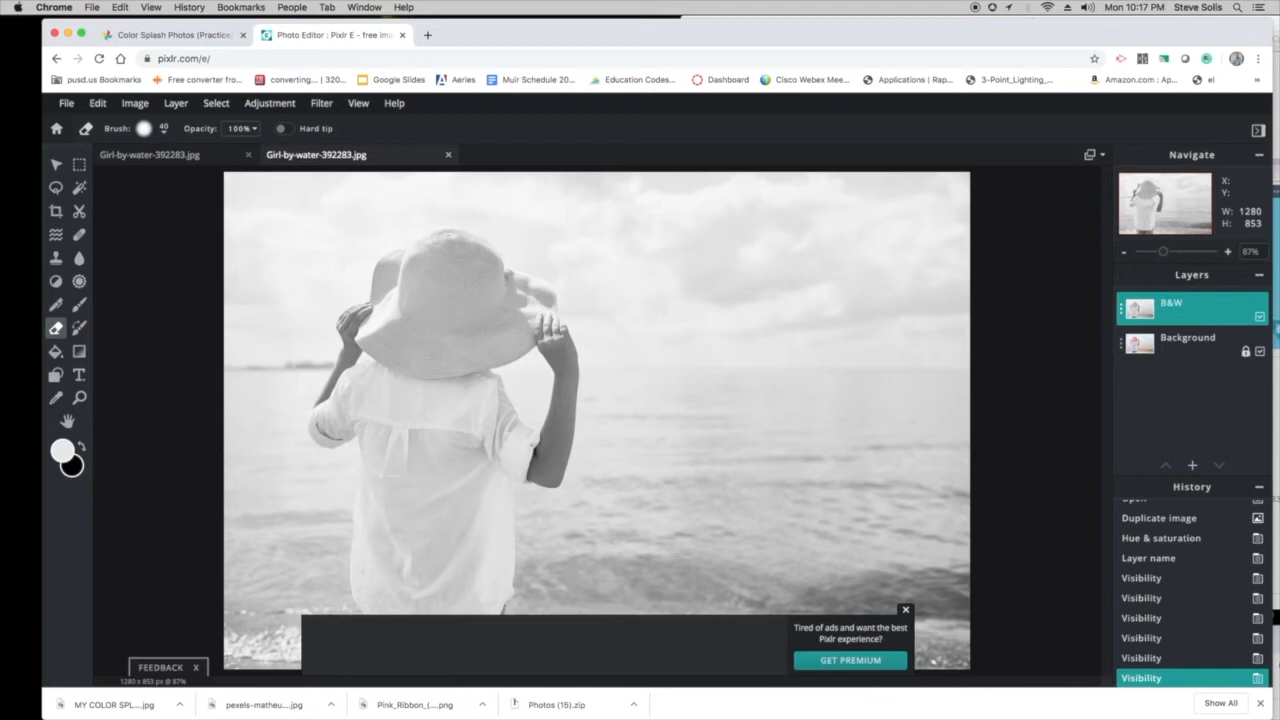 Chrome File Edit View History Bookmarks People Tab Window Help Mon 10:17 PM Steve Solis
Color Splash Photos (Practice) Photo Editor : Pixlr E - free ima
pixlr.com/e/
pusd.us Bookmarks Free converter fro... converting... | 320... Google Slides Aeries Muir Schedule 20... Education Codes... Dashboard Cisco Webex Mee... Applications | Rap... 3-Point_Lighting_... Amazon.com : Ap... el
File Edit Image Layer Select Adjustment Filter View Help
Brush: 40 Opacity: 100% Hard tip
Girl-by-water-392283.jpg Girl-by-water-392283.jpg
Navigate
X:
Y:
W: 1280
H: 853
87%
Layers
B&W
Background
History
Duplicate image
Hue & saturation
Layer name
Visibility
Visibility
Visibility
Visibility
Visibility
Visibility
Tired of ads and want the best
Pixlr experience?
GET PREMIUM
FEEDBACK X
1280 x 853 px @ 87%
MY COLOR SPL....jpg pexels-matheu....jpg Pink_Ribbon_(....png Photos (15).zip Show All